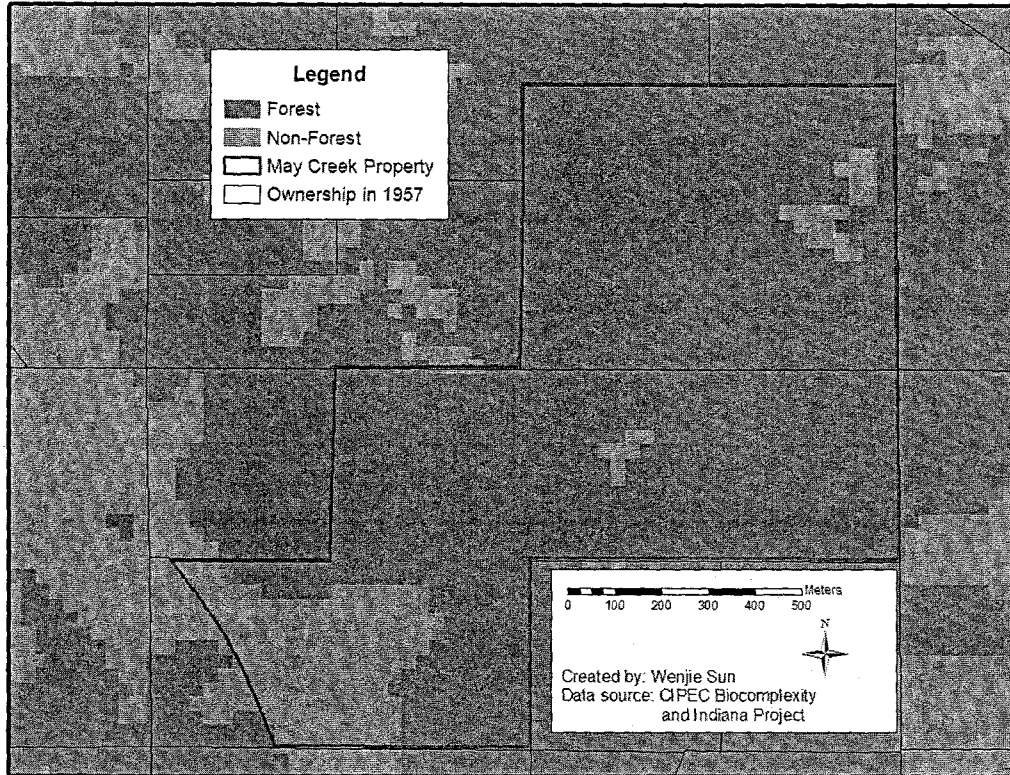 Legend
Forest
Non-Forest
May Creek Property
Ownership in 1957
Meters
0 100 200 300 400 500
N
Created by: Wenjie Sun
Data source: CIPEC Biocomplexity
and Indiana Project